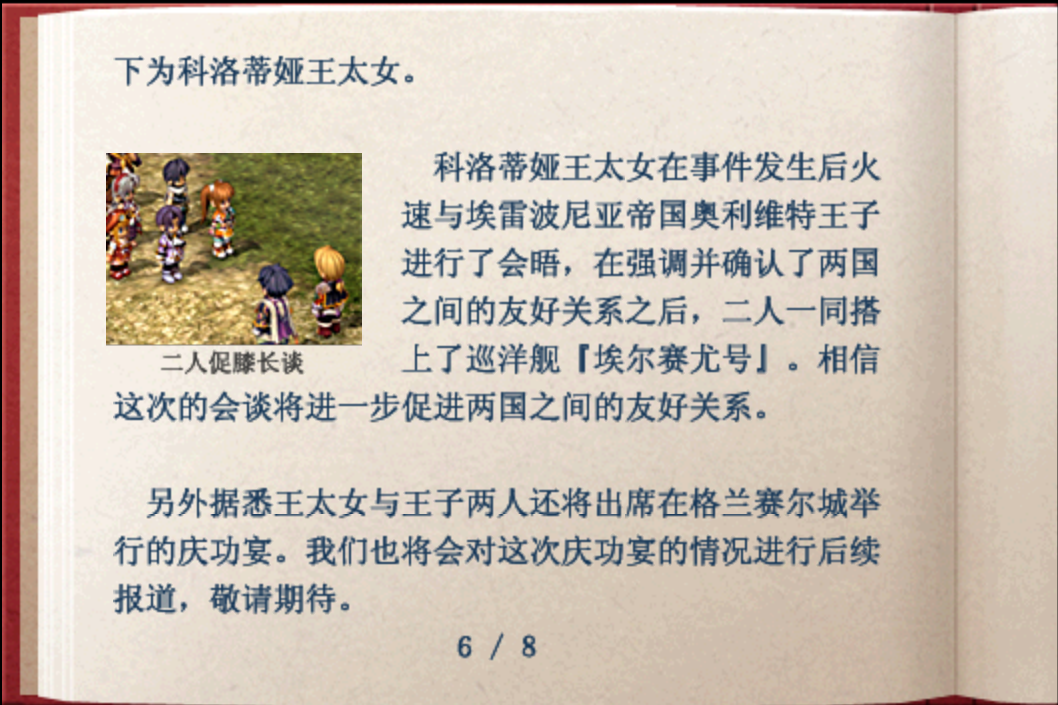 下为科洛蒂娅王太女。
科洛蒂娅王太女在事件发生后火
速与埃雷波尼亚帝国奥利维特王子
进行了会晤，在强调并确认了两国
之间的友好关系之后，二人一同搭
上了巡洋舰『埃尔赛尤号』。相信
二人促膝长谈
这次的会谈将进一步促进两国之间的友好关系。
另外据悉王太女与王子两人还将出席在格兰赛尔城举
行的庆功宴。我们也将会对这次庆功宴的情况进行后续
报道，敬请期待。
6 / 8